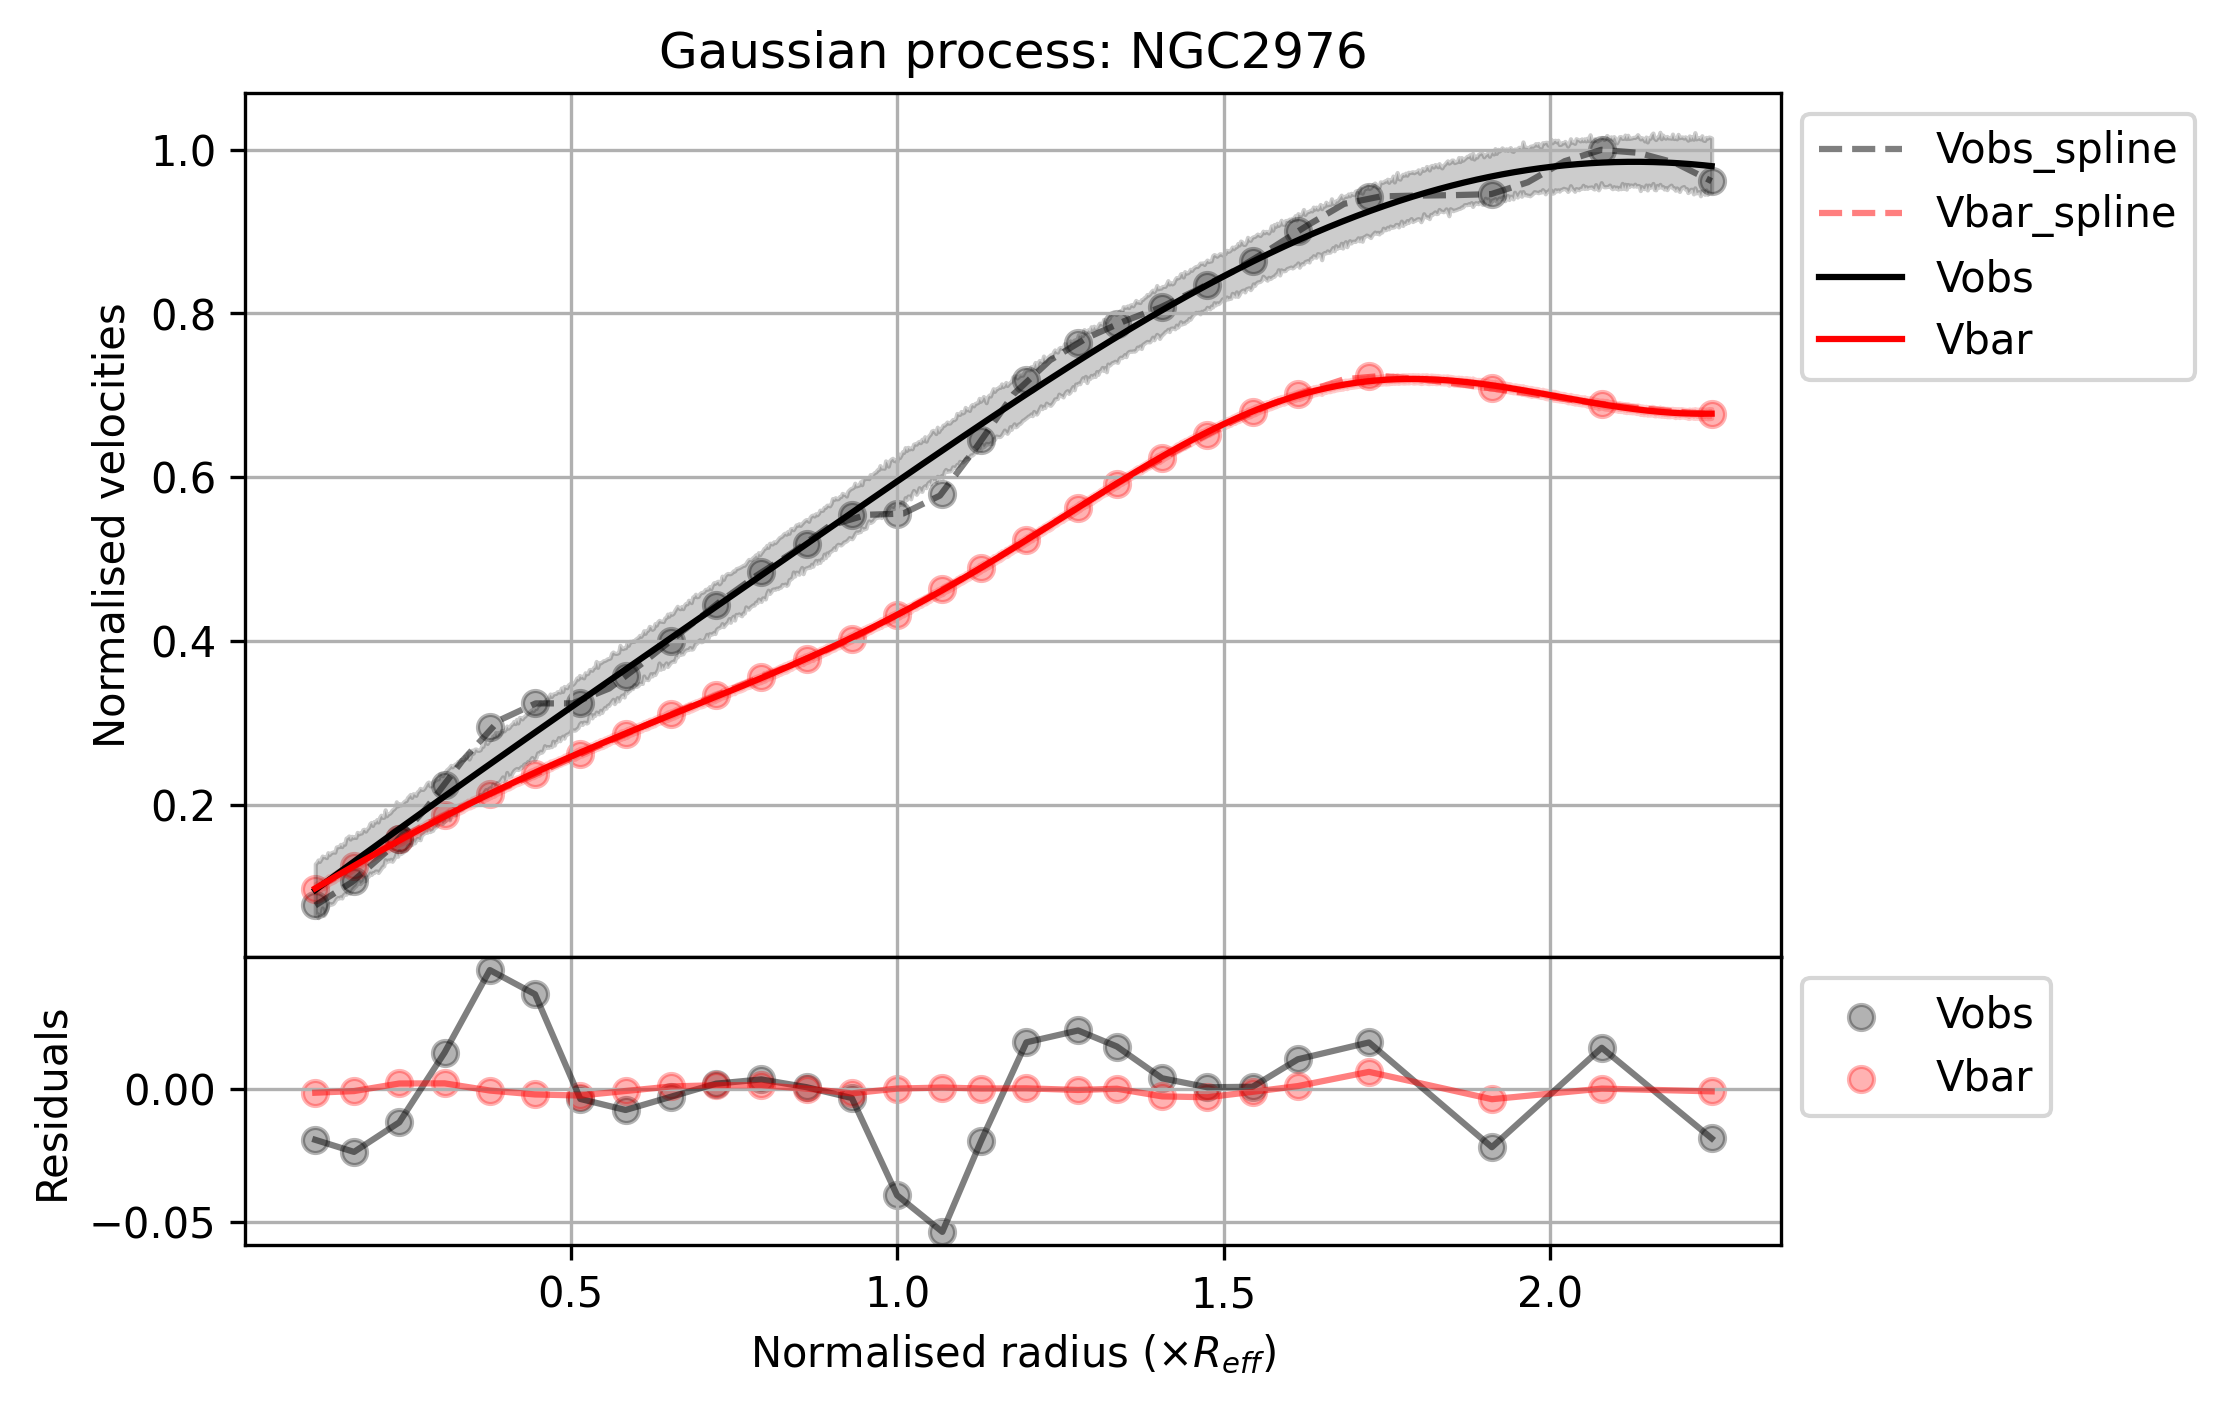 Gaussian process: NGC2976
Normalised velocities
1.0
0.8
0.6
0.4
0.2
Vobs_spline
Vbar_spline
Vobs
Vbar
Residuals
0.00
−0.05
Vobs
Vbar
0.5 1.0 1.5 2.0
Normalised radius (×R_eff)